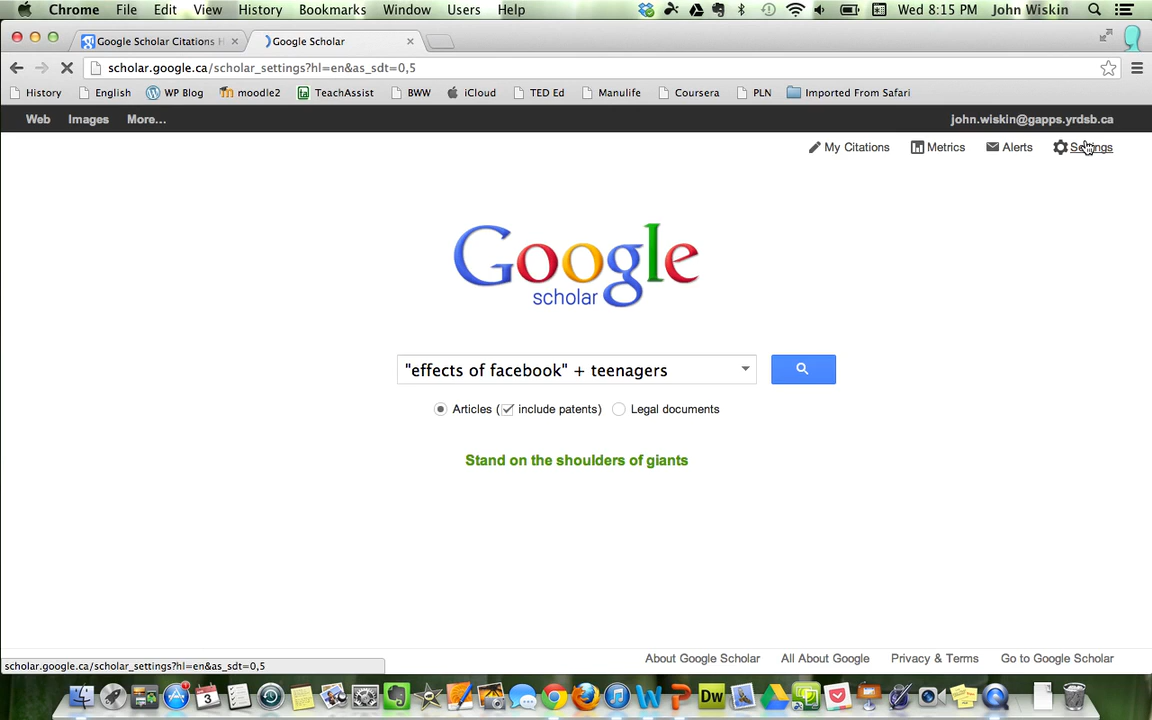 Chrome File Edit View History Bookmarks Window Users Help Wed 8:15 PM John Wiskin
Google Scholar Citations H Google Scholar
scholar.google.ca/scholar_settings?hl=en&as_sdt=0,5
History English WP Blog moodle2 ta TeachAssist BWW iCloud TED Ed Manulife Coursera PLN Imported From Safari
Web Images More... john.wiskin@gapps.yrdsb.ca
My Citations Metrics Alerts Settings
Google
scholar
"effects of facebook" + teenagers
Articles ( include patents) Legal documents
Stand on the shoulders of giants
About Google Scholar All About Google Privacy & Terms Go to Google Scholar
scholar.google.ca/scholar_settings?hl=en&as_sdt=0,5
3 W P Dw